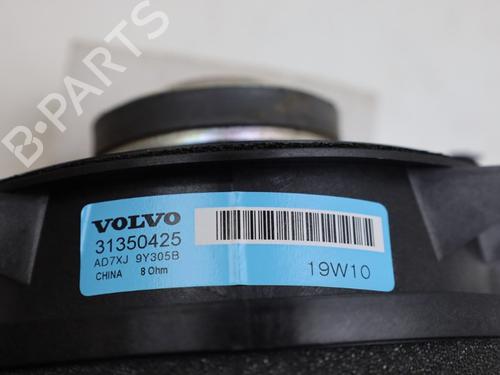 B-PARTS
VOLVO
31350425
AD7XJ 9Y305B
CHINA 8 Ohm
19W10